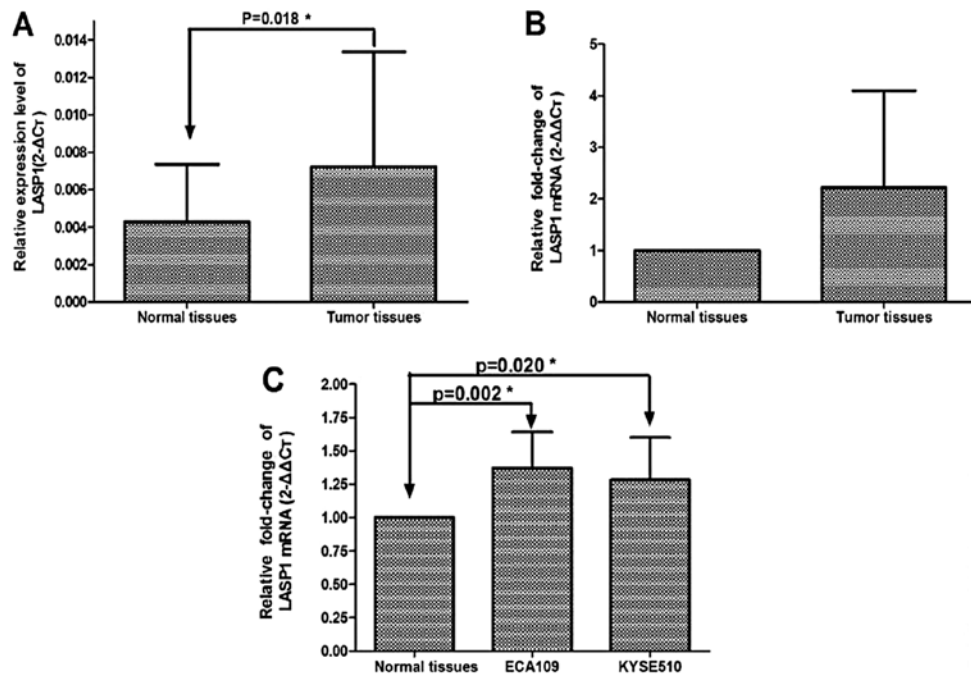 A
P=0.018 *
Relative expression level of
LASP1(2-ΔCT)
0.014
0.012
0.010
0.008
0.006
0.004
0.002
0.000
Normal tissues
Tumor tissues
B
Relative fold-change of
LASP1 mRNA (2-ΔΔCT)
5
4
3
2
1
0
Normal tissues
Tumor tissues
C
p=0.020 *
p=0.002 *
Relative fold-change of
LASP1 mRNA (2-ΔΔCT)
2.00
1.75
1.50
1.25
1.00
0.75
0.50
0.25
0.00
Normal tissues
ECA109
KYSE510